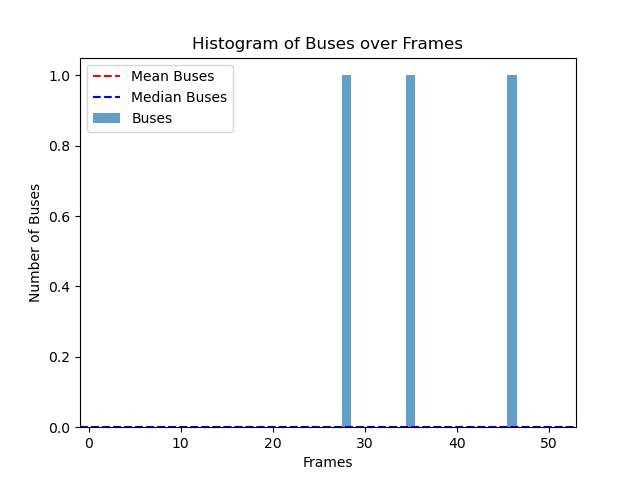 Histogram of Buses over Frames
Mean Buses
Median Buses
Buses
Number of Buses
1.0
0.8
0.6
0.4
0.2
0.0
0 10 20 30 40 50
Frames